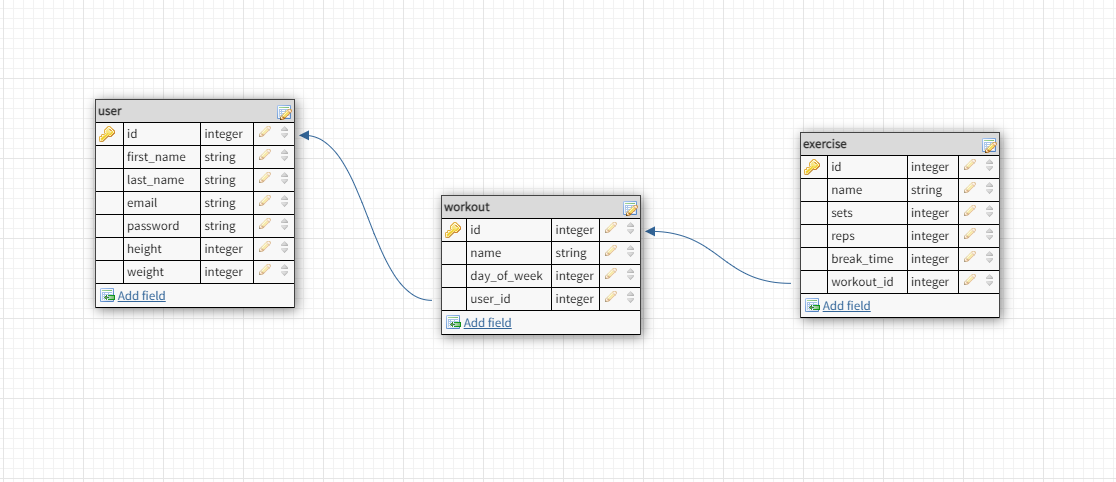 user
id integer
first_name string
last_name string
email string
password string
height integer
weight integer
Add field
workout
id integer
name string
day_of_week integer
user_id integer
Add field
exercise
id integer
name string
sets integer
reps integer
break_time integer
workout_id integer
Add field